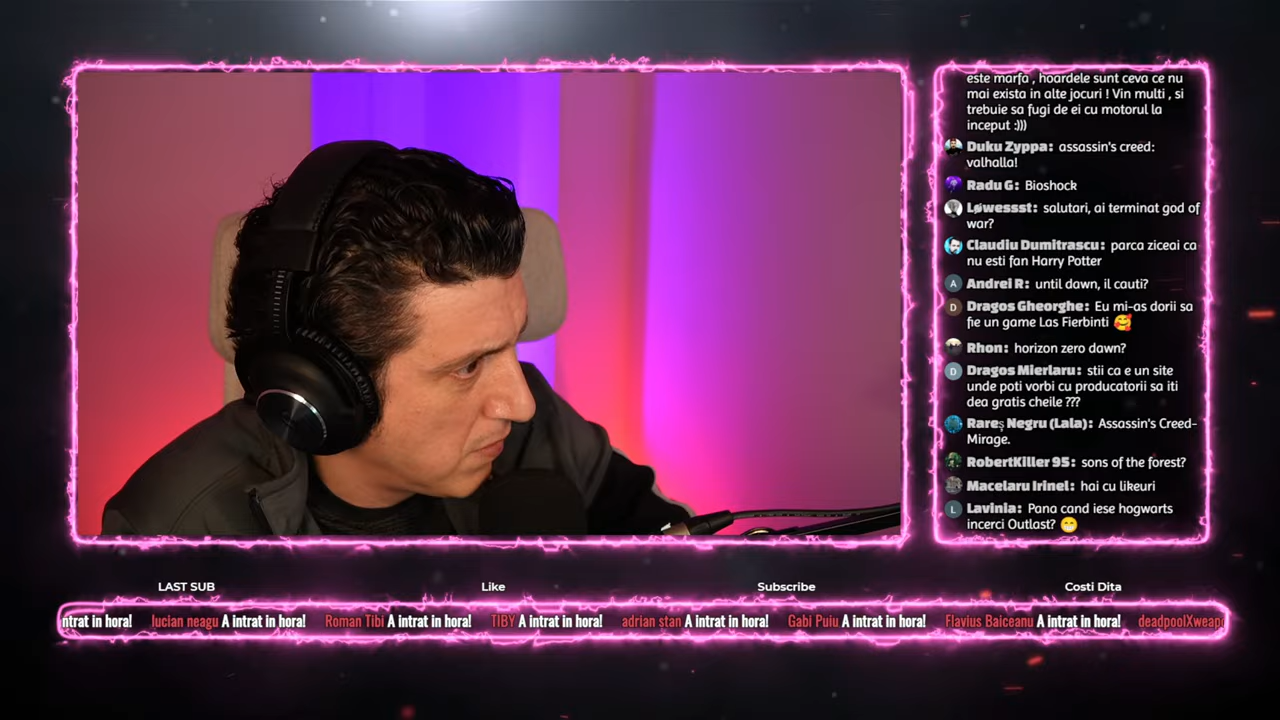 este marfa , hoardele sunt ceva ce nu
mai exista in alte jocuri ! Vin multi , si
trebuie sa fugi de ei cu motorul la
inceput :)))
Duku Zyppa: assassin's creed:
valhalla!
Radu G: Bioshock
Løwessst: salutari, ai terminat god of
war?
Claudiu Dumitrascu: parca ziceai ca
nu esti fan Harry Potter
A Andrei R: until dawn, il cauti?
D Dragos Gheorghe: Eu mi-as dorii sa
fie un game Las Fierbinti 🥰
Rhon: horizon zero dawn?
D Dragos Mierlaru: stii ca e un site
unde poti vorbi cu producatorii sa iti
dea gratis cheile ???
Rareș Negru (Lala): Assassin's Creed-
Mirage.
RobertKiller 95: sons of the forest?
Macelaru Irinel: hai cu likeuri
L Lavinia: Pana cand iese hogwarts
incerci Outlast? 😁
LAST SUB Like Subscribe Costi Dita
ntrat in hora! lucian neagu A intrat in hora! Roman Tibi A intrat in hora! TIBY A intrat in hora! adrian stan A intrat in hora! Gabi Puiu A intrat in hora! Flavius Baiceanu A intrat in hora! deadpoolXweap